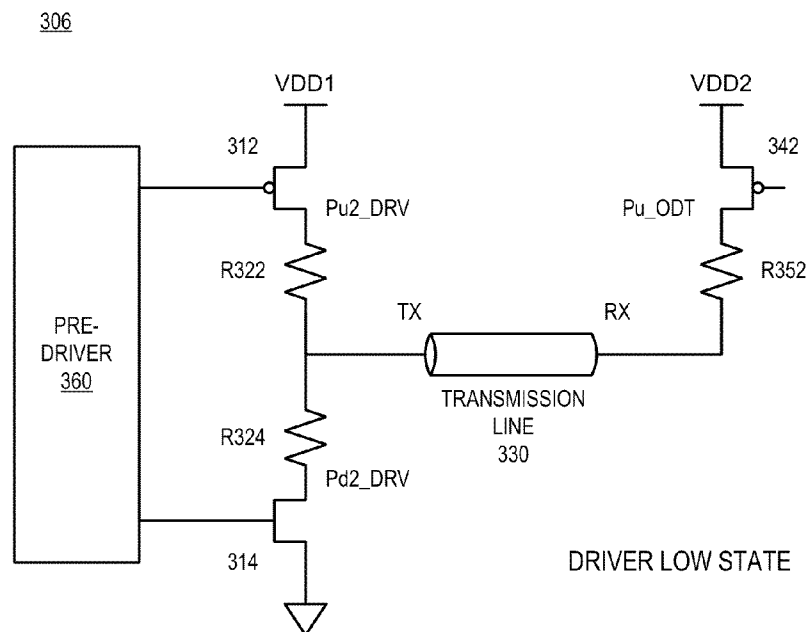 306
VDD1
VDD2
312
342
Pu2_DRV
Pu_ODT
R322
R352
PRE-
DRIVER
360
TX
RX
TRANSMISSION
LINE
330
R324
Pd2_DRV
314
DRIVER LOW STATE